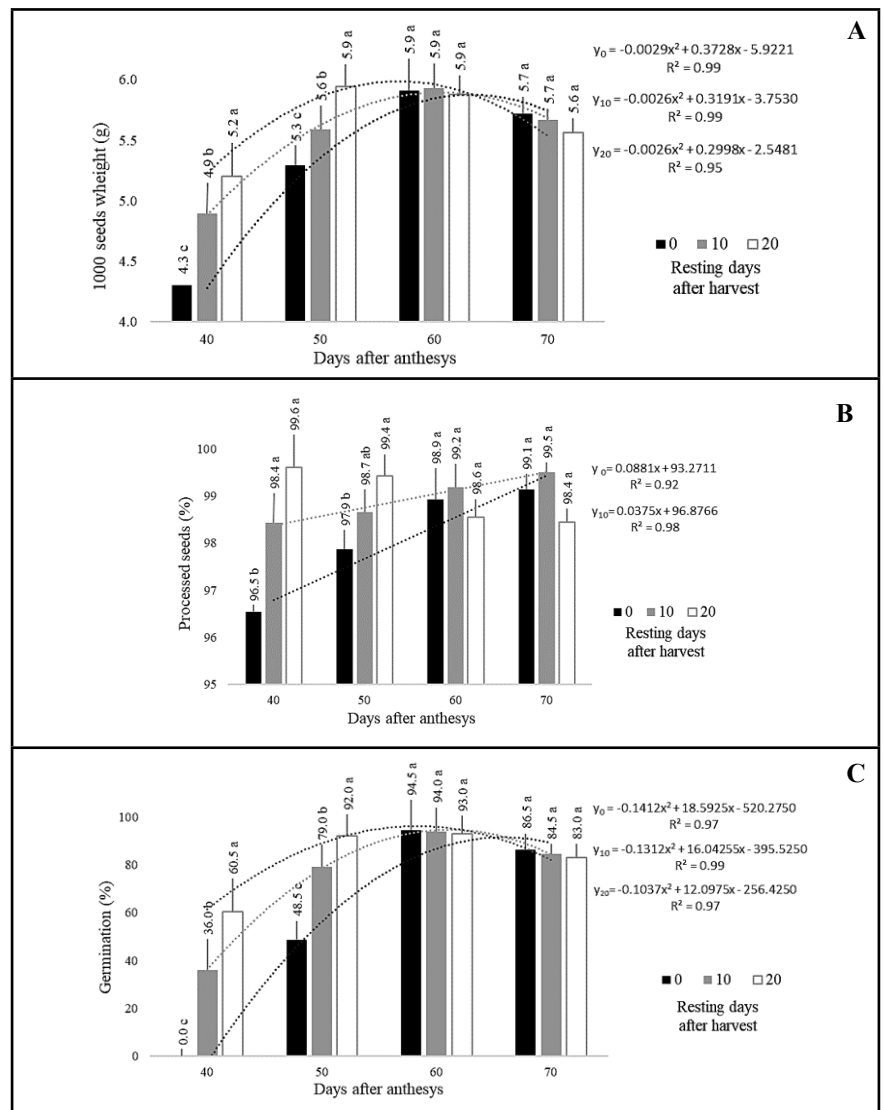 A
y₀ = -0.0029x² + 0.3728x - 5.9221
R² = 0.99
y₁₀ = -0.0026x² + 0.3191x - 3.7530
R² = 0.99
y₂₀ = -0.0026x² + 0.2998x - 2.5481
R² = 0.95
1000 seeds wheight (g)
6.0
5.5
5.0
4.5
4.0
4.3 c
4.9 b
5.2 a
5.3 c
5.6 b
5.9 a
5.9 a
5.9 a
5.9 a
5.7 a
5.7 a
5.6 a
40 50 60 70
Days after anthesys
0 10 20
Resting days
after harvest
B
y ₀= 0.0881x + 93.2711
R² = 0.92
y₁₀= 0.0375x + 96.8766
R² = 0.98
Processed seeds (%)
100
99
98
97
96
95
96.5 b
98.4 a
99.6 a
97.9 b
98.7 ab
99.4 a
98.9 a
99.2 a
98.6 a
99.1 a
99.5 a
98.4 a
40 50 60 70
Days after anthesys
0 10 20
Resting days
after harvest
C
y₀= -0.1412x² + 18.5925x - 520.2750
R² = 0.97
y₁₀= -0.1312x² + 16.04255x - 395.5250
R² = 0.99
y₂₀= -0.1037x² + 12.0975x - 256.4250
R² = 0.97
Germination (%)
100
80
60
40
20
0
0.0 c
36.0 b
60.5 a
48.5 c
79.0 b
92.0 a
94.5 a
94.0 a
93.0 a
86.5 a
84.5 a
83.0 a
40 50 60 70
Days after anthesys
0 10 20
Resting days
after harvest